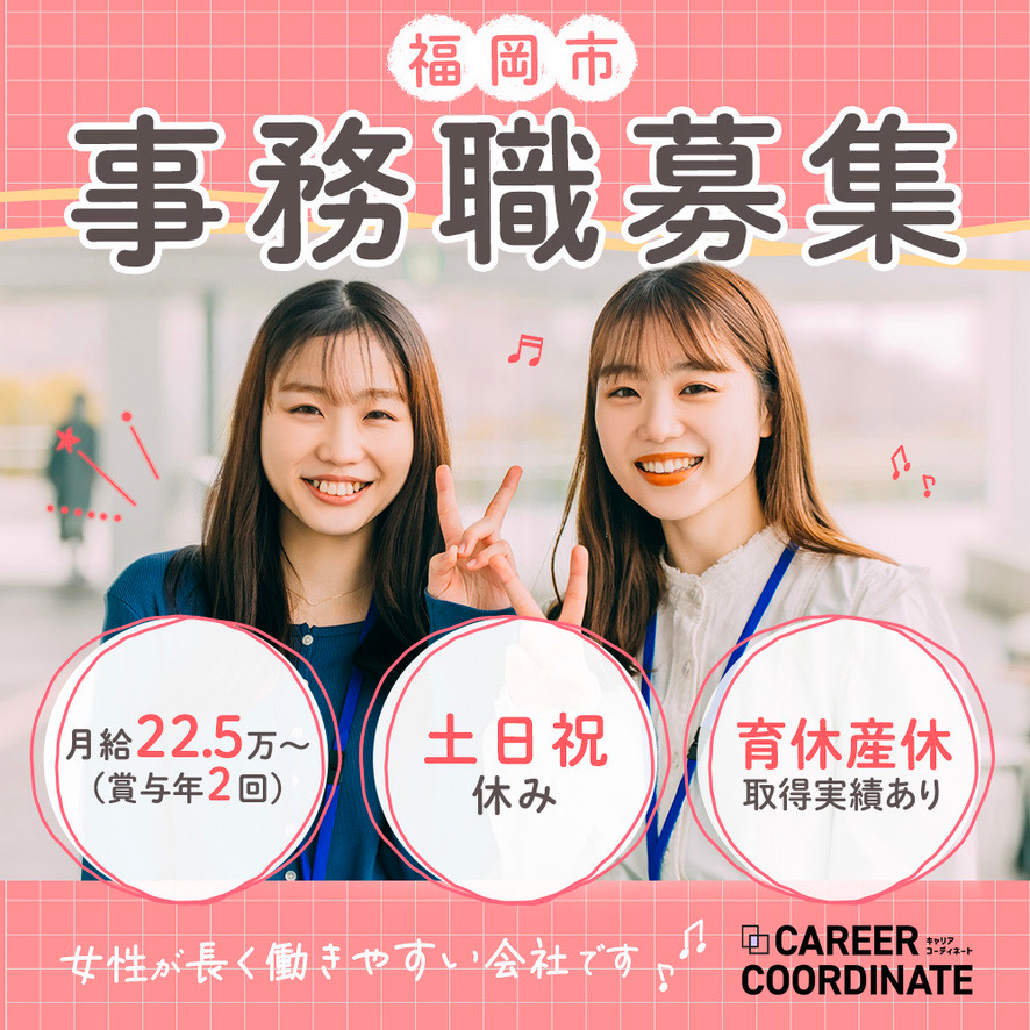 福岡市
事務職募集
月給22.5万～
（賞与年2回）
土日祝
休み
育休産休
取得実績あり
女性が長く働きやすい会社です
CAREER
キャリア
コーディネート
COORDINATE